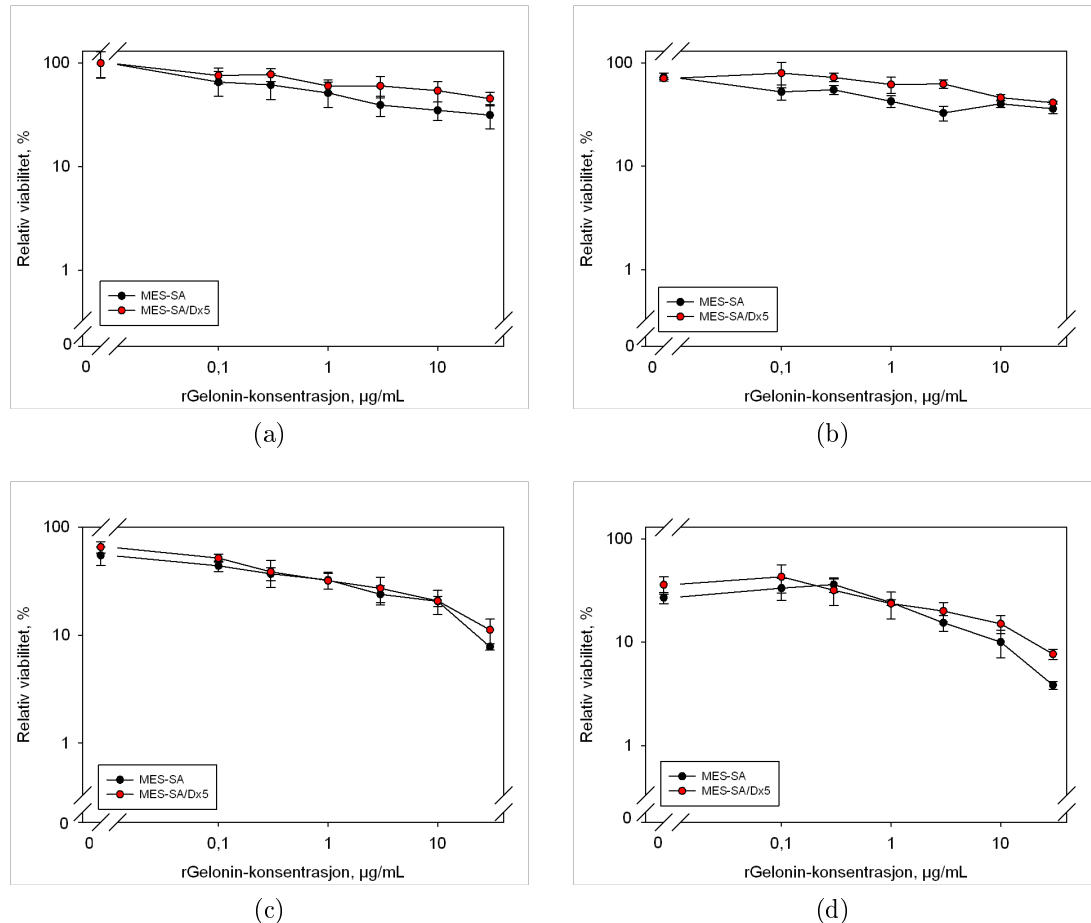 100
10
1
0
Relativ viabilitet, %
MES-SA
MES-SA/Dx5
0 0,1 1 10
rGelonin-konsentrasjon, µg/mL
(a)
100
10
1
0
Relativ viabilitet, %
MES-SA
MES-SA/Dx5
0 0,1 1 10
rGelonin-konsentrasjon, µg/mL
(b)
100
10
1
0
Relativ viabilitet, %
MES-SA
MES-SA/Dx5
0 0,1 1 10
rGelonin-konsentrasjon, µg/mL
(c)
100
10
1
0
Relativ viabilitet, %
MES-SA
MES-SA/Dx5
0 0,1 1 10
rGelonin-konsentrasjon, µg/mL
(d)